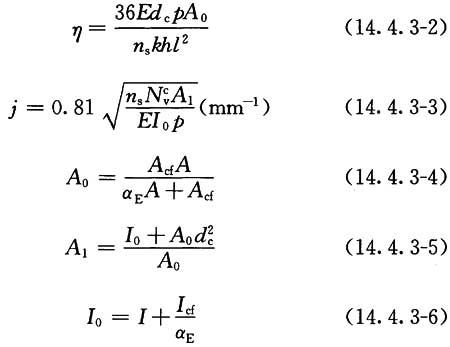 η = 36Ed_c pA_0 / n_s khl^2 (14.4.3-2)
j = 0.81 √(n_s N_v^c A_1 / EI_0 p) (mm^-1) (14.4.3-3)
A_0 = A_cf A / α_E A + A_cf (14.4.3-4)
A_1 = I_0 + A_0 d_c^2 / A_0 (14.4.3-5)
I_0 = I + I_cf / α_E (14.4.3-6)